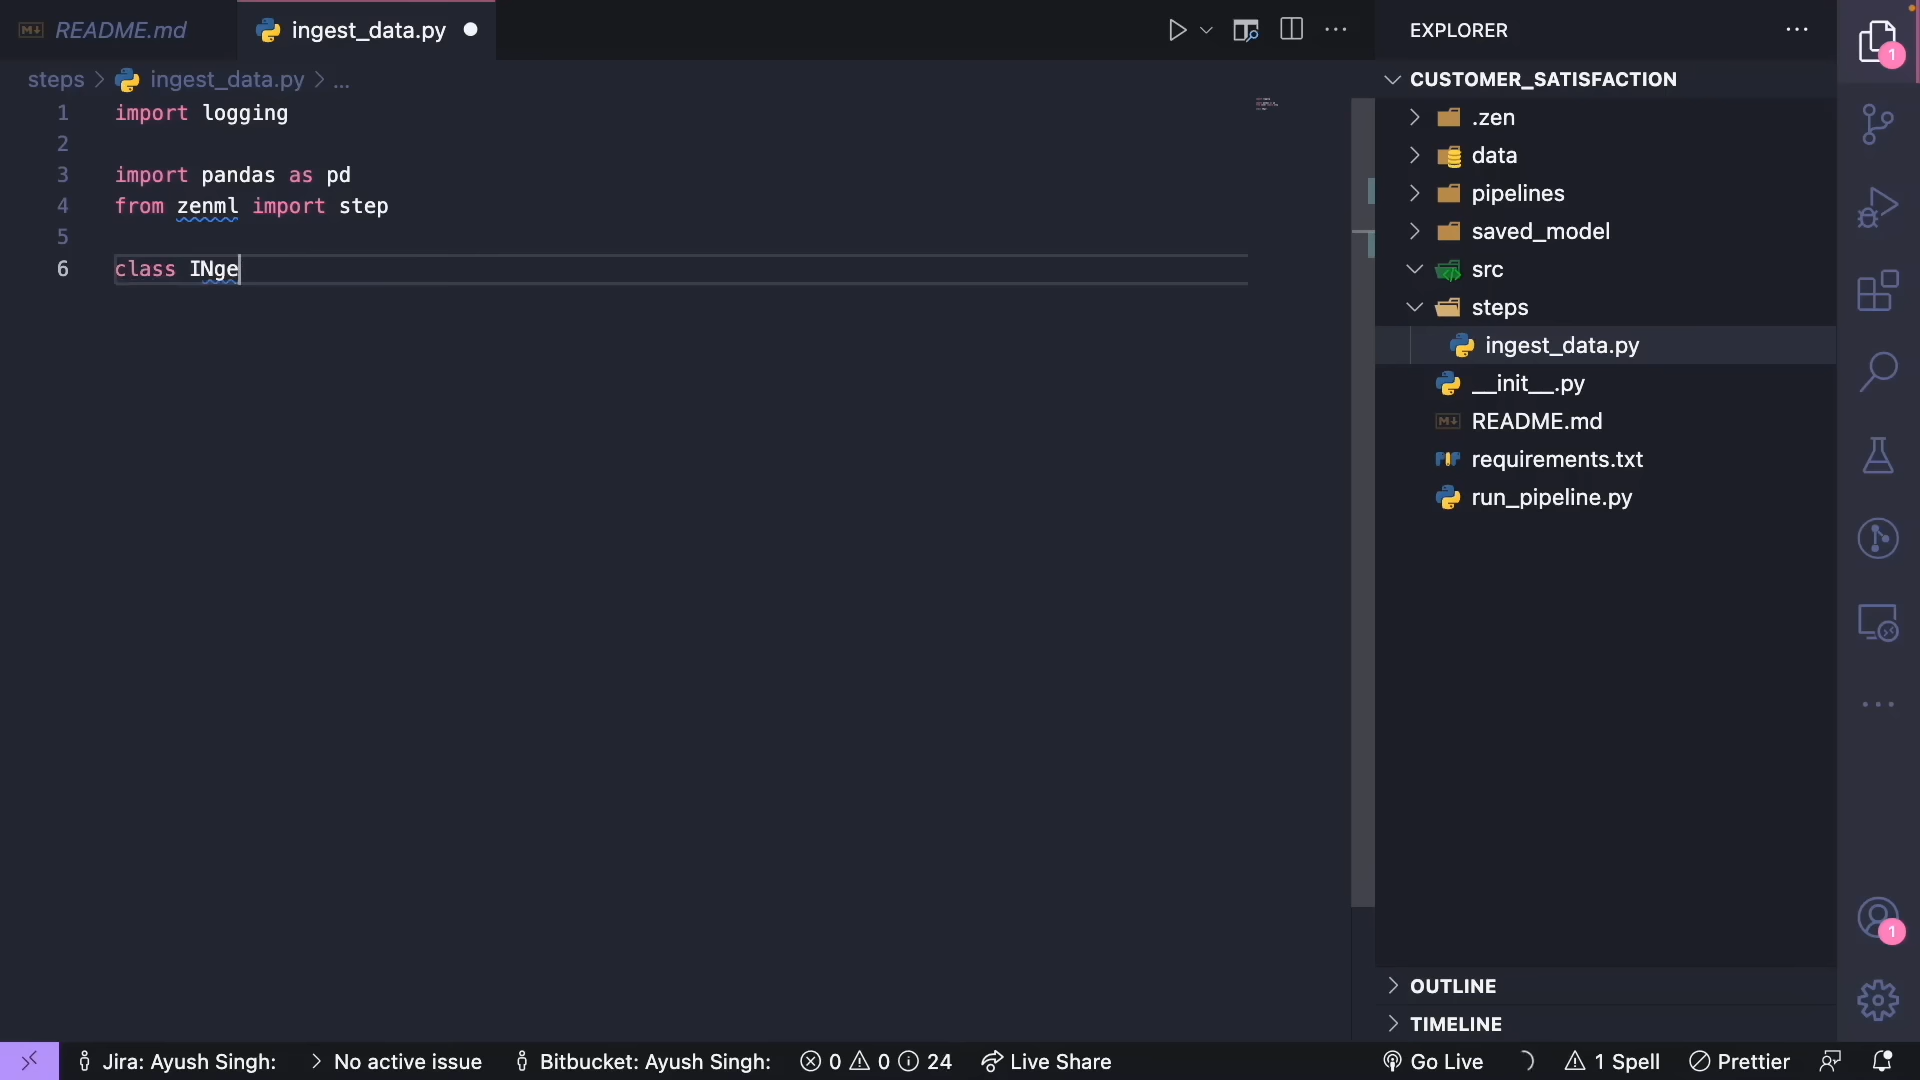 README.md
ingest_data.py
EXPLORER
steps > ingest_data.py > ...
CUSTOMER_SATISFACTION
1 import logging
2
3 import pandas as pd
4 from zenml import step
5
6 class INge
.zen
data
pipelines
saved_model
src
steps
ingest_data.py
__init__.py
README.md
requirements.txt
run_pipeline.py
1
1
OUTLINE
TIMELINE
Jira: Ayush Singh: > No active issue Bitbucket: Ayush Singh: 0 0 24 Live Share Go Live 1 Spell Prettier